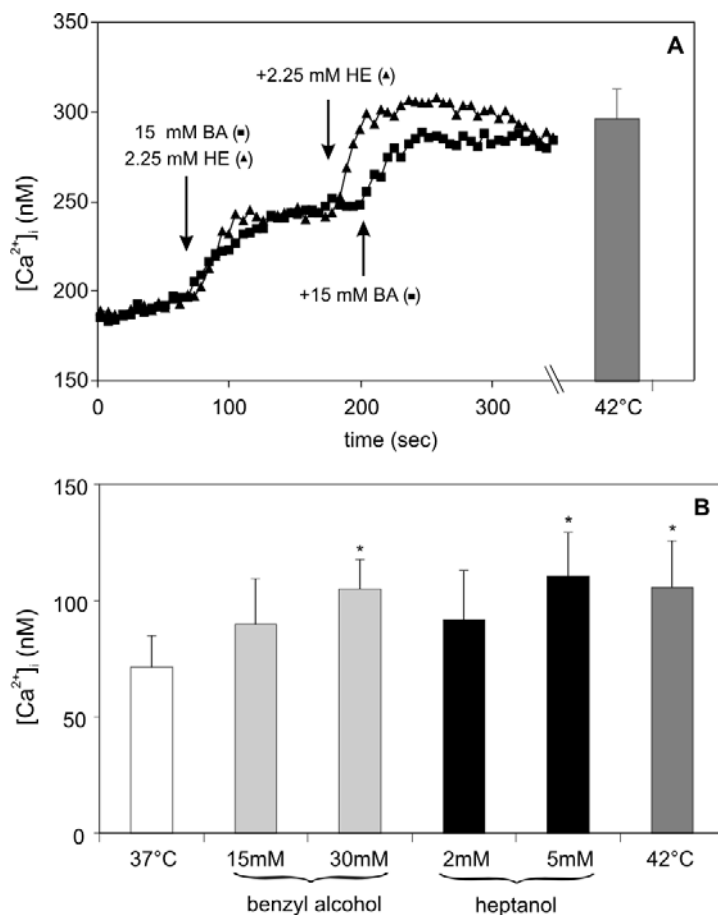 A
350
300
250
200
150
[Ca²⁺]ᵢ (nM)
+2.25 mM HE (▲)
15 mM BA (■)
2.25 mM HE (▲)
+15 mM BA (■)
0
100
200
300
42°C
time (sec)
B
150
100
50
0
[Ca²⁺]ᵢ (nM)
*
*
*
37°C
15mM
30mM
2mM
5mM
42°C
benzyl alcohol
heptanol